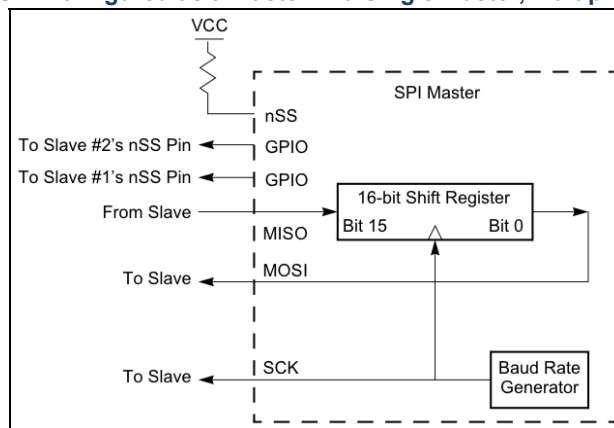 VCC
SPI Master
nSS
To Slave #2's nSS Pin
GPIO
To Slave #1's nSS Pin
GPIO
From Slave
16-bit Shift Register
Bit 15
Bit 0
MISO
To Slave
MOSI
To Slave
SCK
Baud Rate
Generator